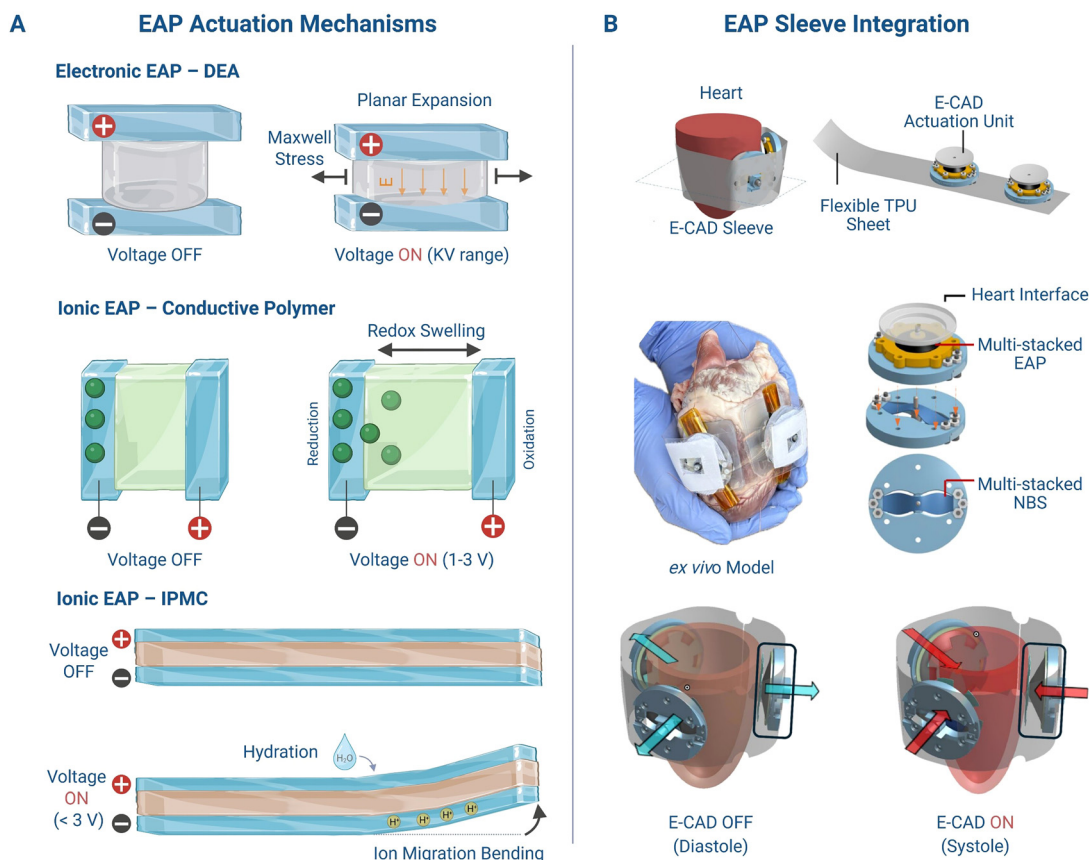 A
EAP Actuation Mechanisms
Electronic EAP – DEA
Planar Expansion
Maxwell
Stress
+
+
E
−
−
Voltage OFF
Voltage ON (KV range)
Ionic EAP – Conductive Polymer
Redox Swelling
Reduction
Oxidation
−
+
−
+
Voltage OFF
Voltage ON (1-3 V)
Ionic EAP – IPMC
Voltage
OFF
+
−
Hydration
H₂O
Voltage
ON
(< 3 V)
+
−
H⁺
H⁺
H⁺
H⁺
Ion Migration Bending
B
EAP Sleeve Integration
Heart
E-CAD
Actuation Unit
Flexible TPU
Sheet
E-CAD Sleeve
Heart Interface
Multi-stacked
EAP
Multi-stacked
NBS
ex vivo Model
E-CAD OFF
(Diastole)
E-CAD ON
(Systole)